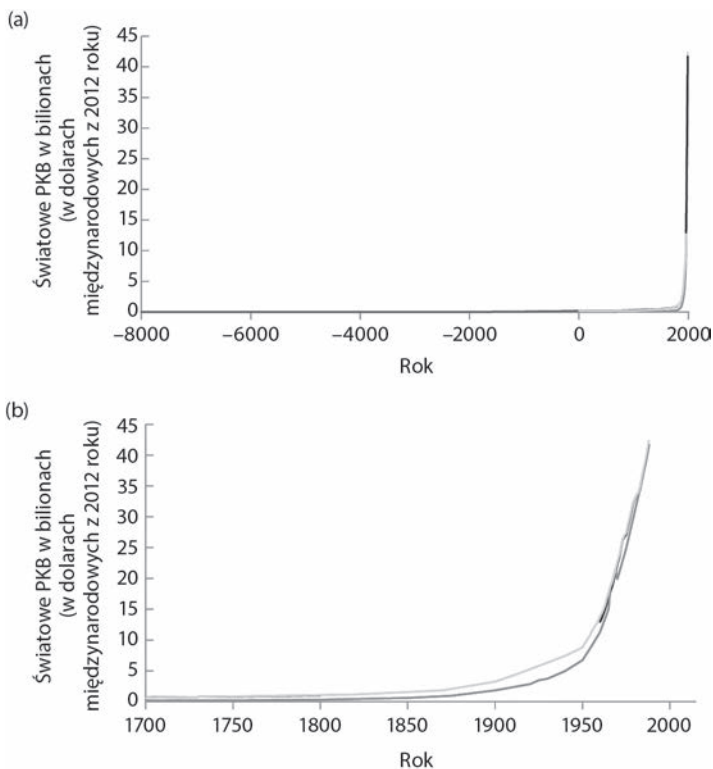 (a)
Światowe PKB w bilionach
(w dolarach
międzynarodowych z 2012 roku)
45
40
35
30
25
20
15
10
5
0
–8000 –6000 –4000 –2000 0 2000
Rok
(b)
Światowe PKB w bilionach
(w dolarach
międzynarodowych z 2012 roku)
45
40
35
30
25
20
15
10
5
0
1700 1750 1800 1850 1900 1950 2000
Rok